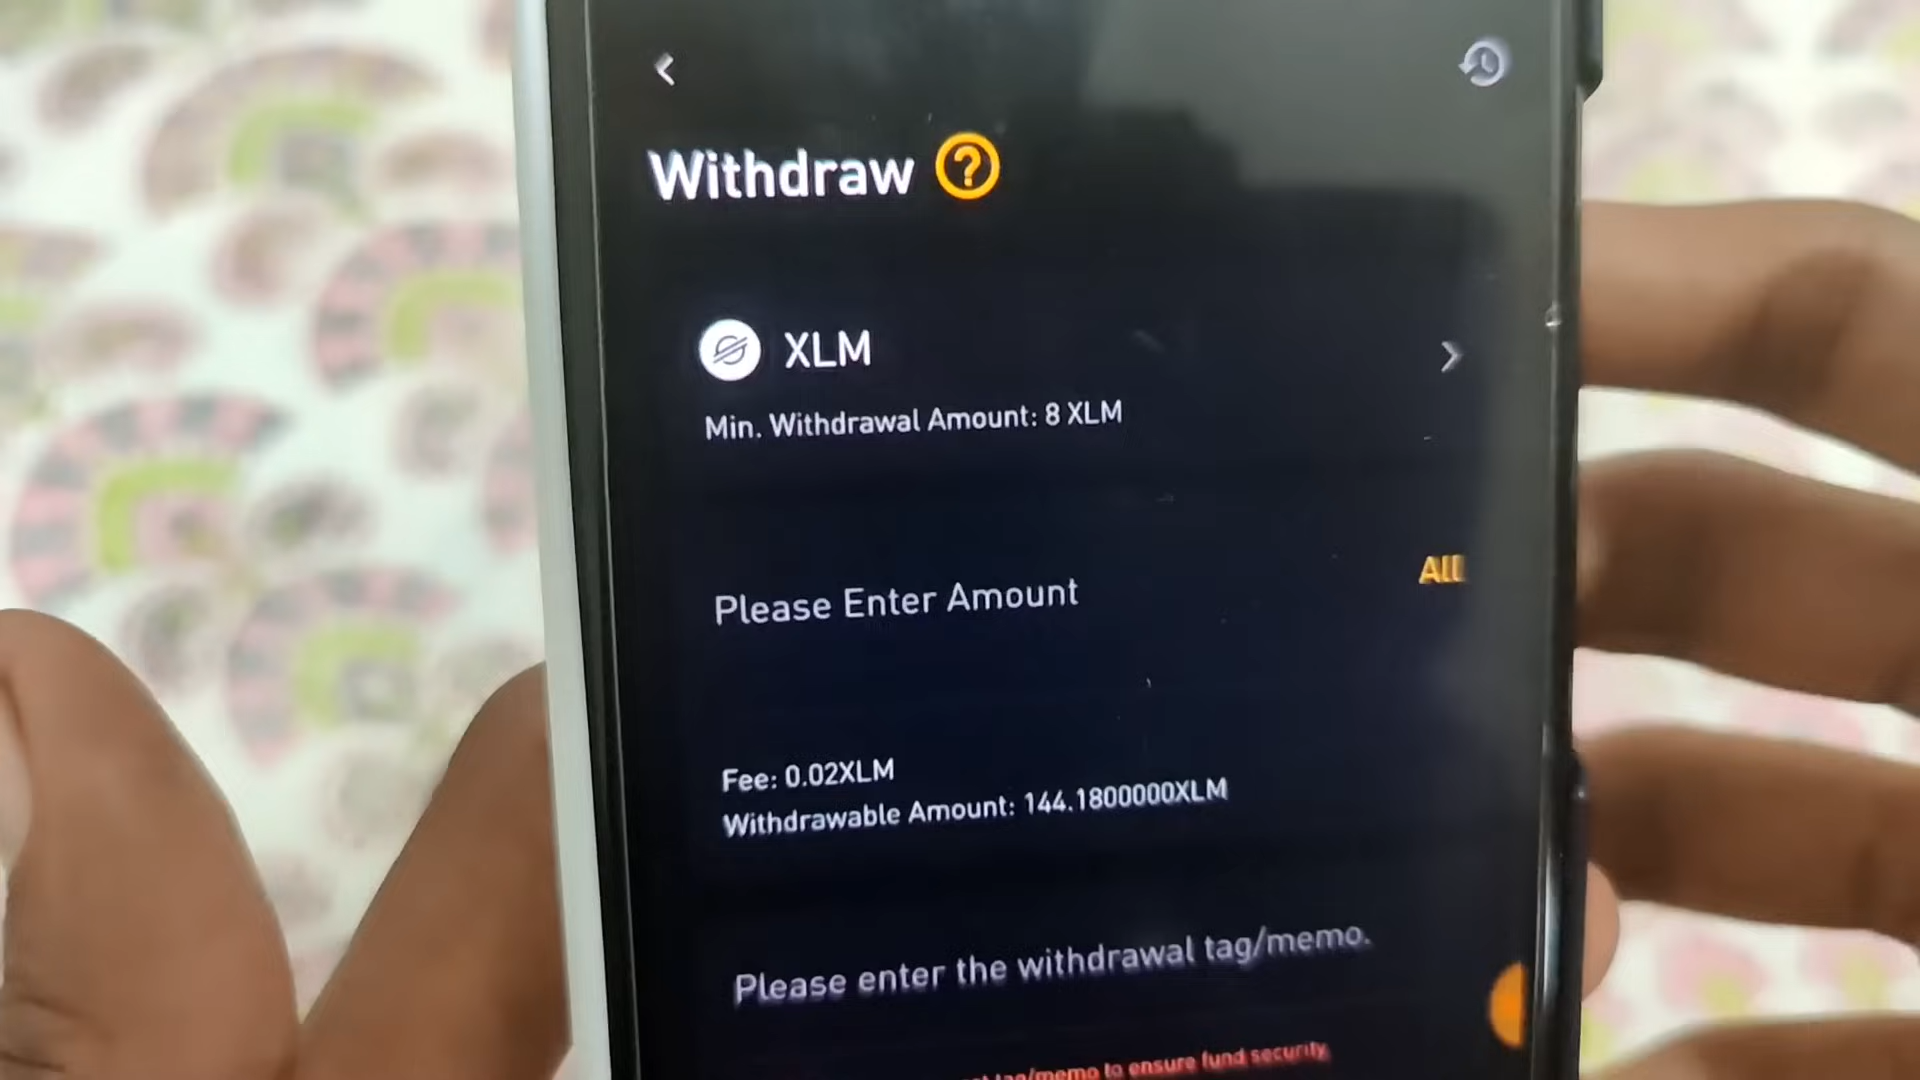 Withdraw ?
XLM
Min. Withdrawal Amount: 8 XLM
Please Enter Amount
All
Fee: 0.02XLM
Withdrawable Amount: 144.1800000XLM
Please enter the withdrawal tag/memo.
tag/memo to ensure fund security